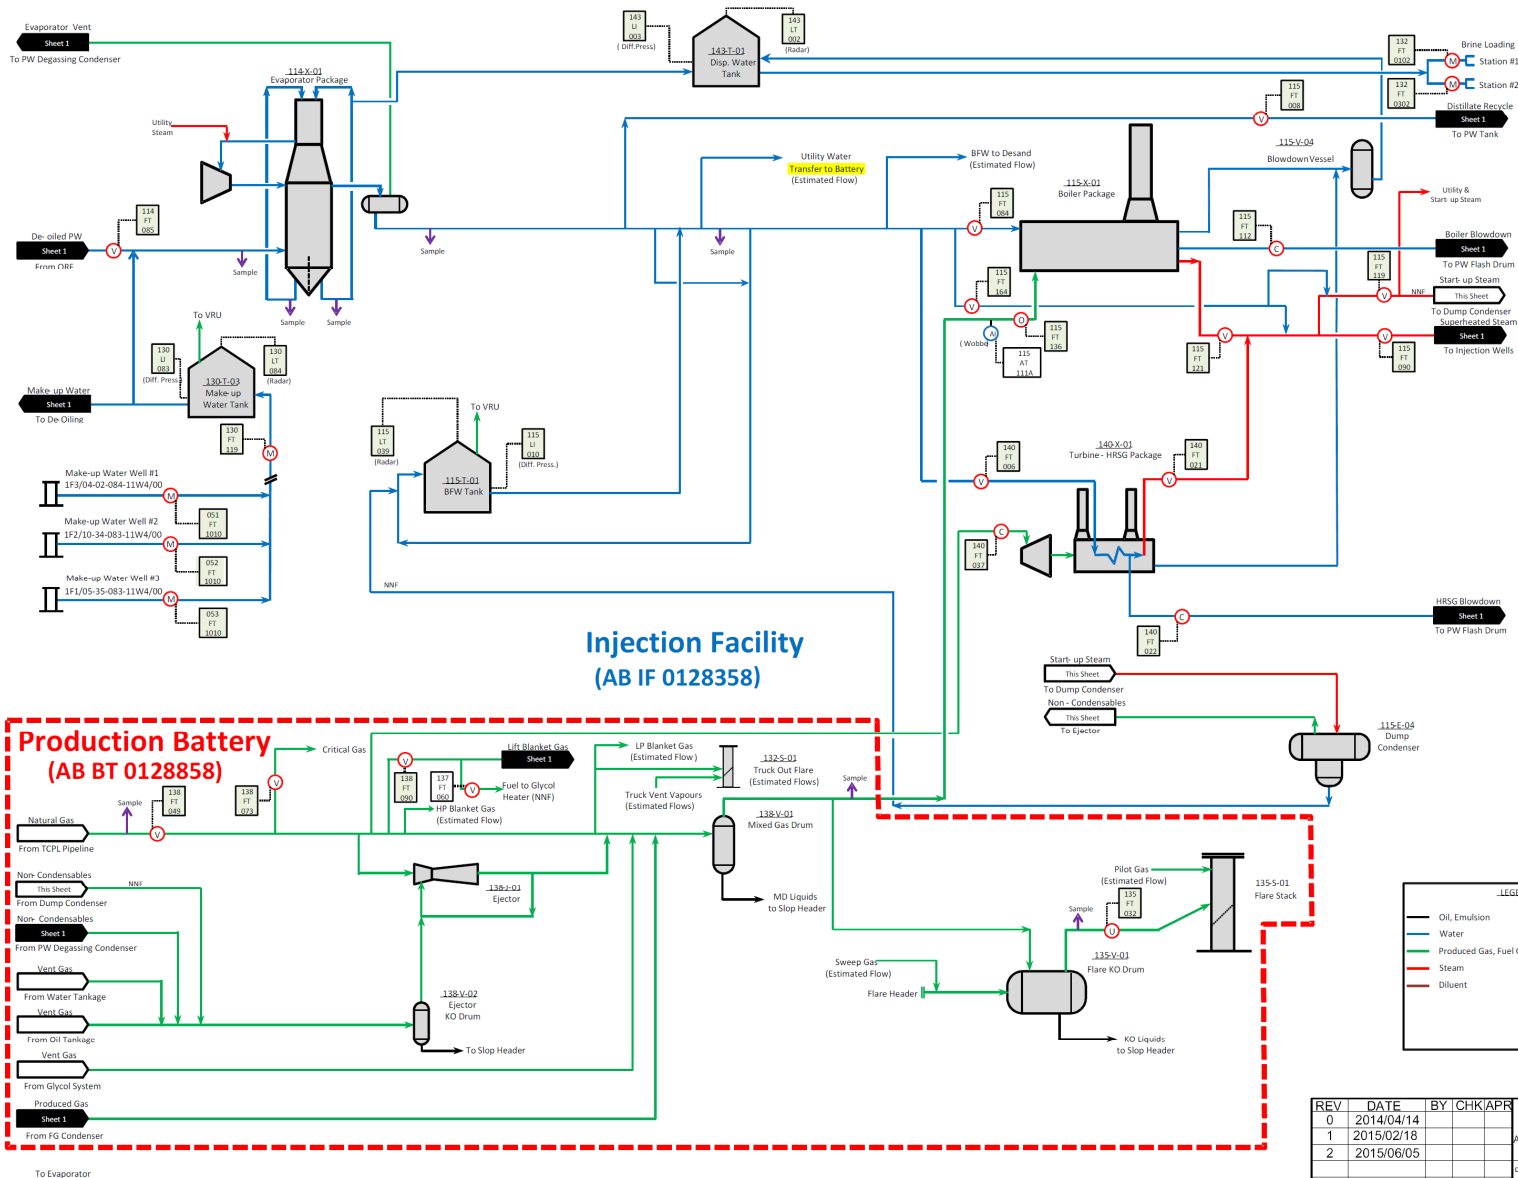 Evaporator Vent
Sheet 1
To PW Degassing Condenser
143
LI
003
( Diff.Press)
143
LT
002
(Radar)
143-T-01
Disp. Water
Tank
132
FT
0102
132
FT
0302
Brine Loading
M
Station #1
M
Station #2
Distillate Recycle
Sheet 1
To PW Tank
115
FT
008
V
114-X-01
Evaporator Package
Utility
Steam
114
FT
085
De- oiled PW
Sheet 1
V
From ORF
Sample
Sample
Sample
Sample
Sample
Utility Water
Transfer to Battery
(Estimated Flow)
BFW to Desand
(Estimated Flow)
115-X-01
Boiler Package
115-V-04
Blowdown Vessel
115
FT
084
V
115
FT
112
C
Utility &
Start- up Steam
Boiler Blowdown
Sheet 1
To PW Flash Drum
115
FT
119
V
NNF
Start- up Steam
This Sheet
To Dump Condenser
Superheated Steam
Sheet 1
To Injection Wells
115
FT
164
V
( Wobbe)
AI
O
115
FT
136
115
AT
111A
V
115
FT
121
V
115
FT
090
To VRU
130
LI
083
(Diff. Press
130
LT
084
(Radar)
130-T-03
Make- up
Water Tank
Make- up Water
Sheet 1
To De-Oiling
130
FT
119
M
Make-up Water Well #1
1F3/04-02-084-11W4/00
M
051
FT
1010
Make-up Water Well #2
1F2/10-34-083-11W4/00
M
052
FT
1010
Make-up Water Well #3
1F1/05-35-083-11W4/00
M
053
FT
1010
115
LT
039
(Radar)
To VRU
115
LI
010
(Diff. Press.)
115-T-01
BFW Tank
NNF
140
FT
006
V
140-X-01
Turbine - HRSG Package
140
FT
021
V
140
FT
037
C
HRSG Blowdown
Sheet 1
To PW Flash Drum
C
140
FT
022
Injection Facility
(AB IF 0128358)
Start- up Steam
This Sheet
To Dump Condenser
Non - Condensables
This Sheet
To Ejector
115-E-04
Dump
Condenser
Production Battery
(AB BT 0128858)
Critical Gas
Sample
138
FT
049
V
138
FT
073
V
V
138
FT
090
137
FT
060
V
Lift Blanket Gas
Sheet 1
Fuel to Glycol
Heater (NNF)
HP Blanket Gas
(Estimated Flow)
LP Blanket Gas
(Estimated Flow )
Truck Vent Vapours
(Estimated Flows)
132-S-01
Truck Out Flare
(Estimated Flows)
138-V-01
Mixed Gas Drum
Sample
Natural Gas
From TCPL Pipeline
Non- Condensables
This Sheet
NNF
From Dump Condenser
Non- Condensables
Sheet 1
From PW Degassing Condenser
Vent Gas
From Water Tankage
Vent Gas
From Oil Tankage
Vent Gas
From Glycol System
Produced Gas
Sheet 1
From FG Condenser
138-J-01
Ejector
138-V-02
Ejector
KO Drum
To Slop Header
MD Liquids
to Slop Header
Sweep Gas
(Estimated Flow)
Flare Header
135-V-01
Flare KO Drum
Sample
U
135
FT
032
Pilot Gas
(Estimated Flow)
135-S-01
Flare Stack
KO Liquids
to Slop Header
LEGE
Oil, Emulsion
Water
Produced Gas, Fuel G
Steam
Diluent
REV DATE BY CHK APR
0 2014/04/14
1 2015/02/18
2 2015/06/05
To Evaporator